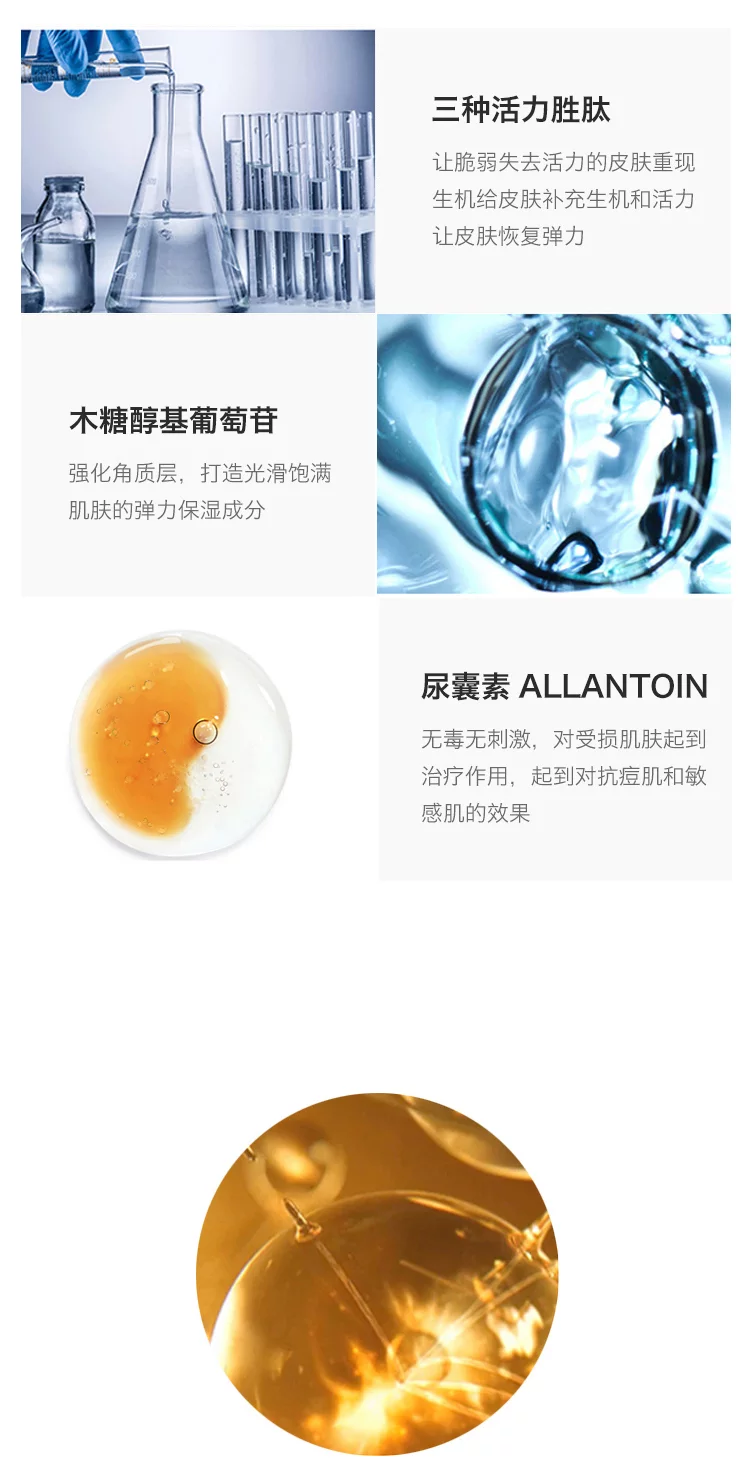 三种活力胜肽
让脆弱失去活力的皮肤重现
生机给皮肤补充生机和活力
让皮肤恢复弹力
木糖醇基葡萄苷
强化角质层，打造光滑饱满
肌肤的弹力保湿成分
尿囊素 ALLANTOIN
无毒无刺激，对受损肌肤起到
治疗作用，起到对抗痘肌和敏
感肌的效果